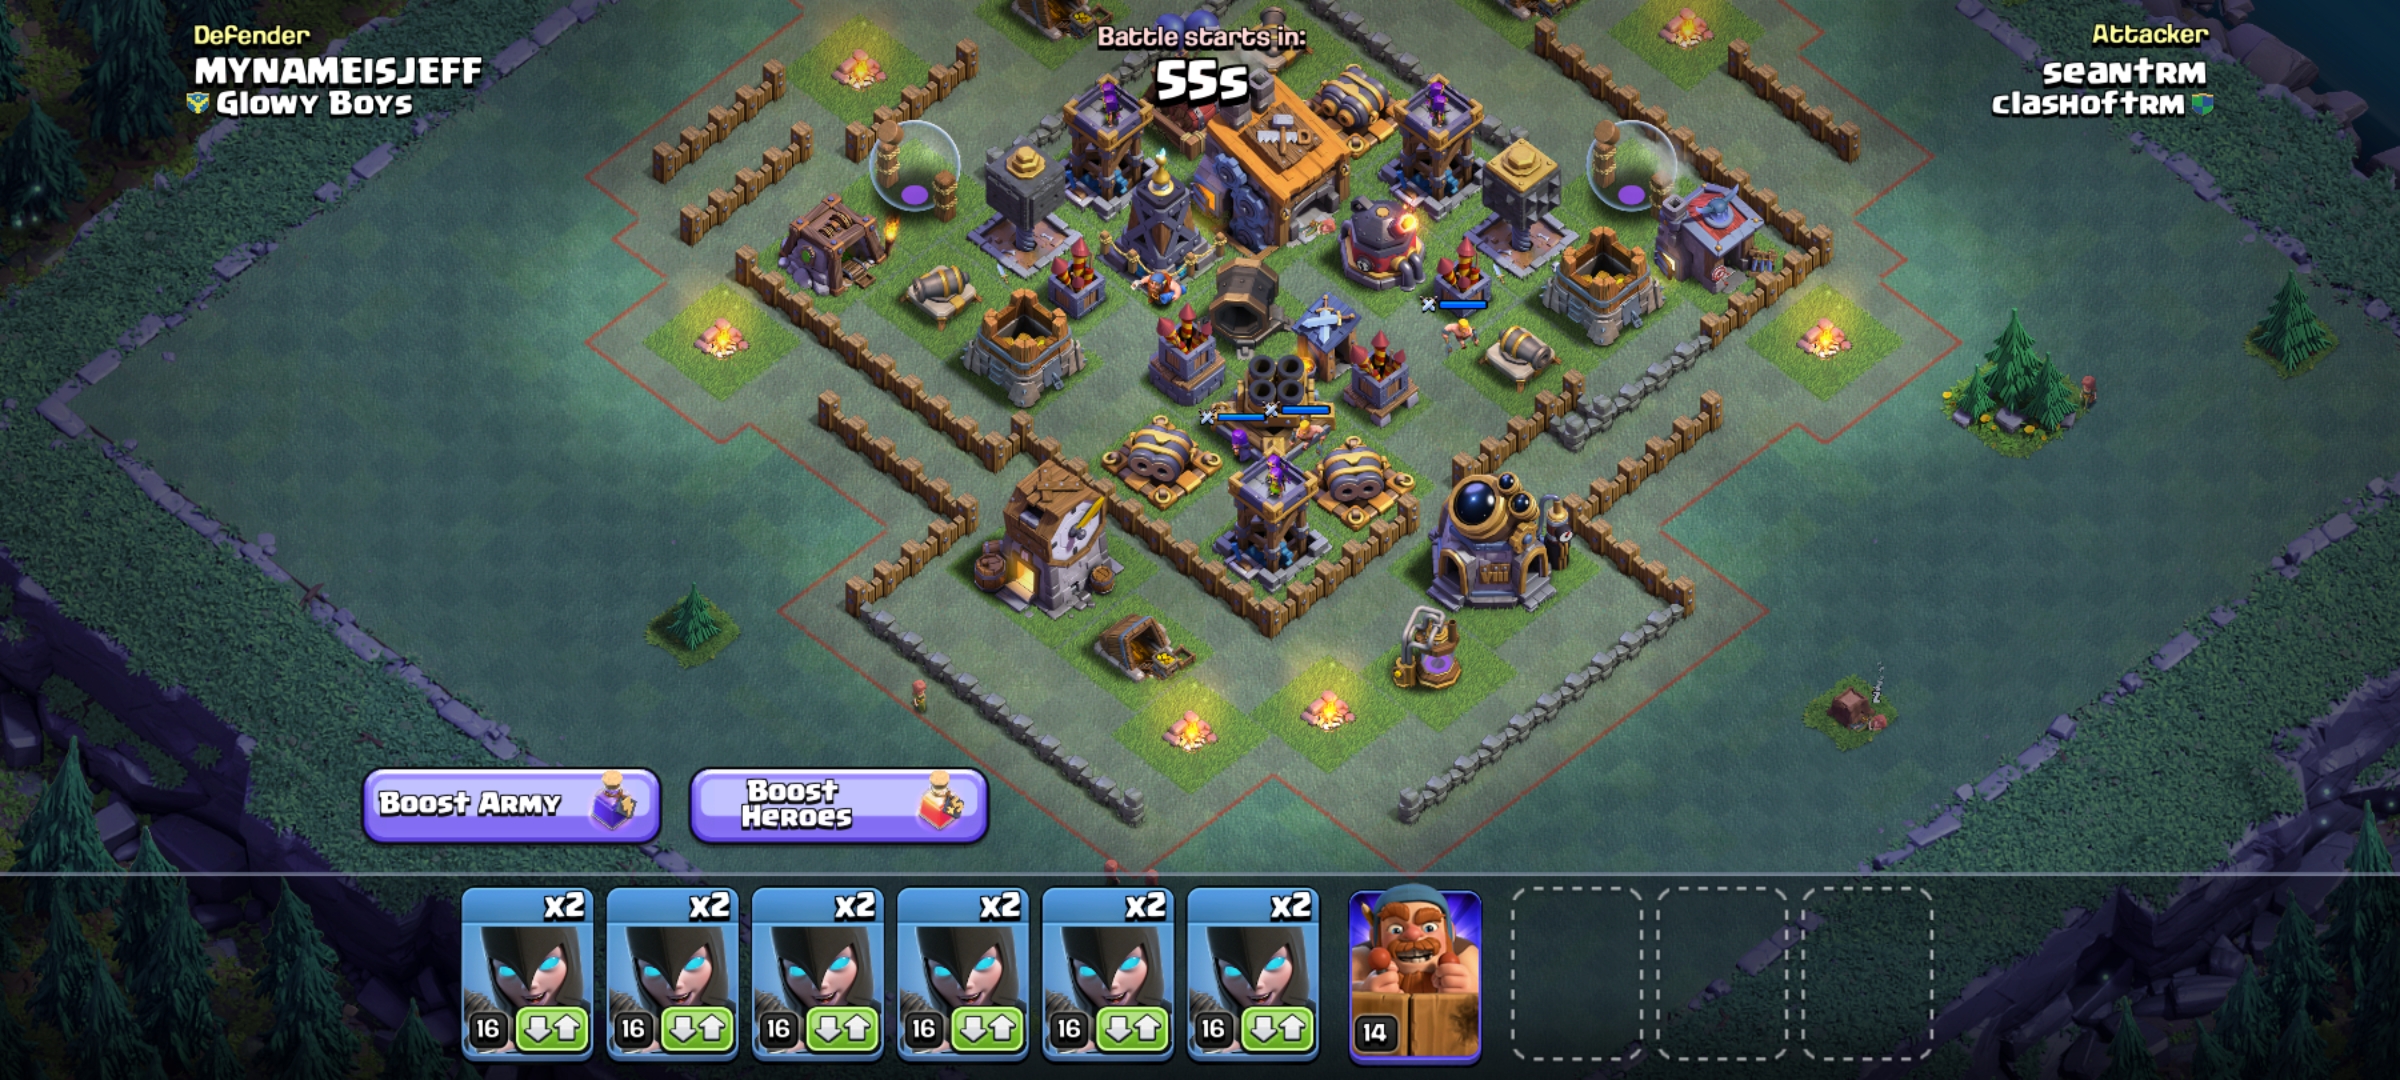 Defender
MYNAMEISJEFF
Glowy Boys
Battle starts in:
55s
Attacker
seantrm
clashoftrm
VIII
Boost Army
Boost
Heroes
x2
x2
x2
x2
x2
x2
16
16
16
16
16
16
14